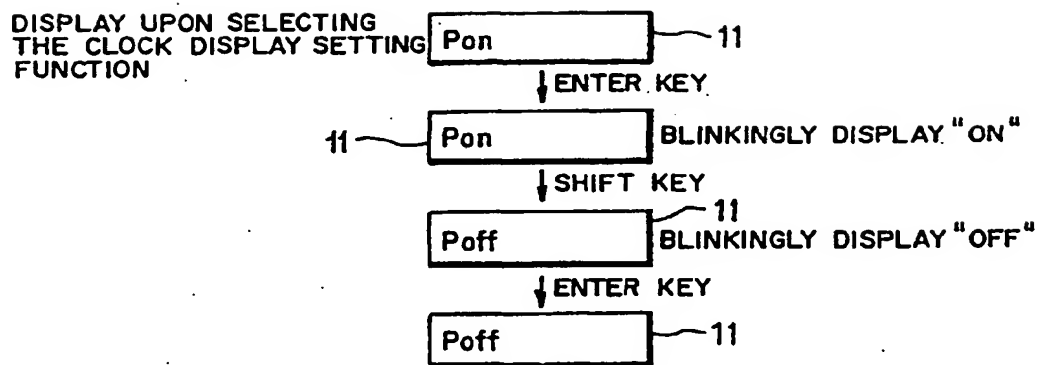 DISPLAY UPON SELECTING
THE CLOCK DISPLAY SETTING
FUNCTION
Pon
11
ENTER KEY
11
Pon
BLINKINGLY DISPLAY "ON"
SHIFT KEY
11
Poff
BLINKINGLY DISPLAY "OFF"
ENTER KEY
Poff
11